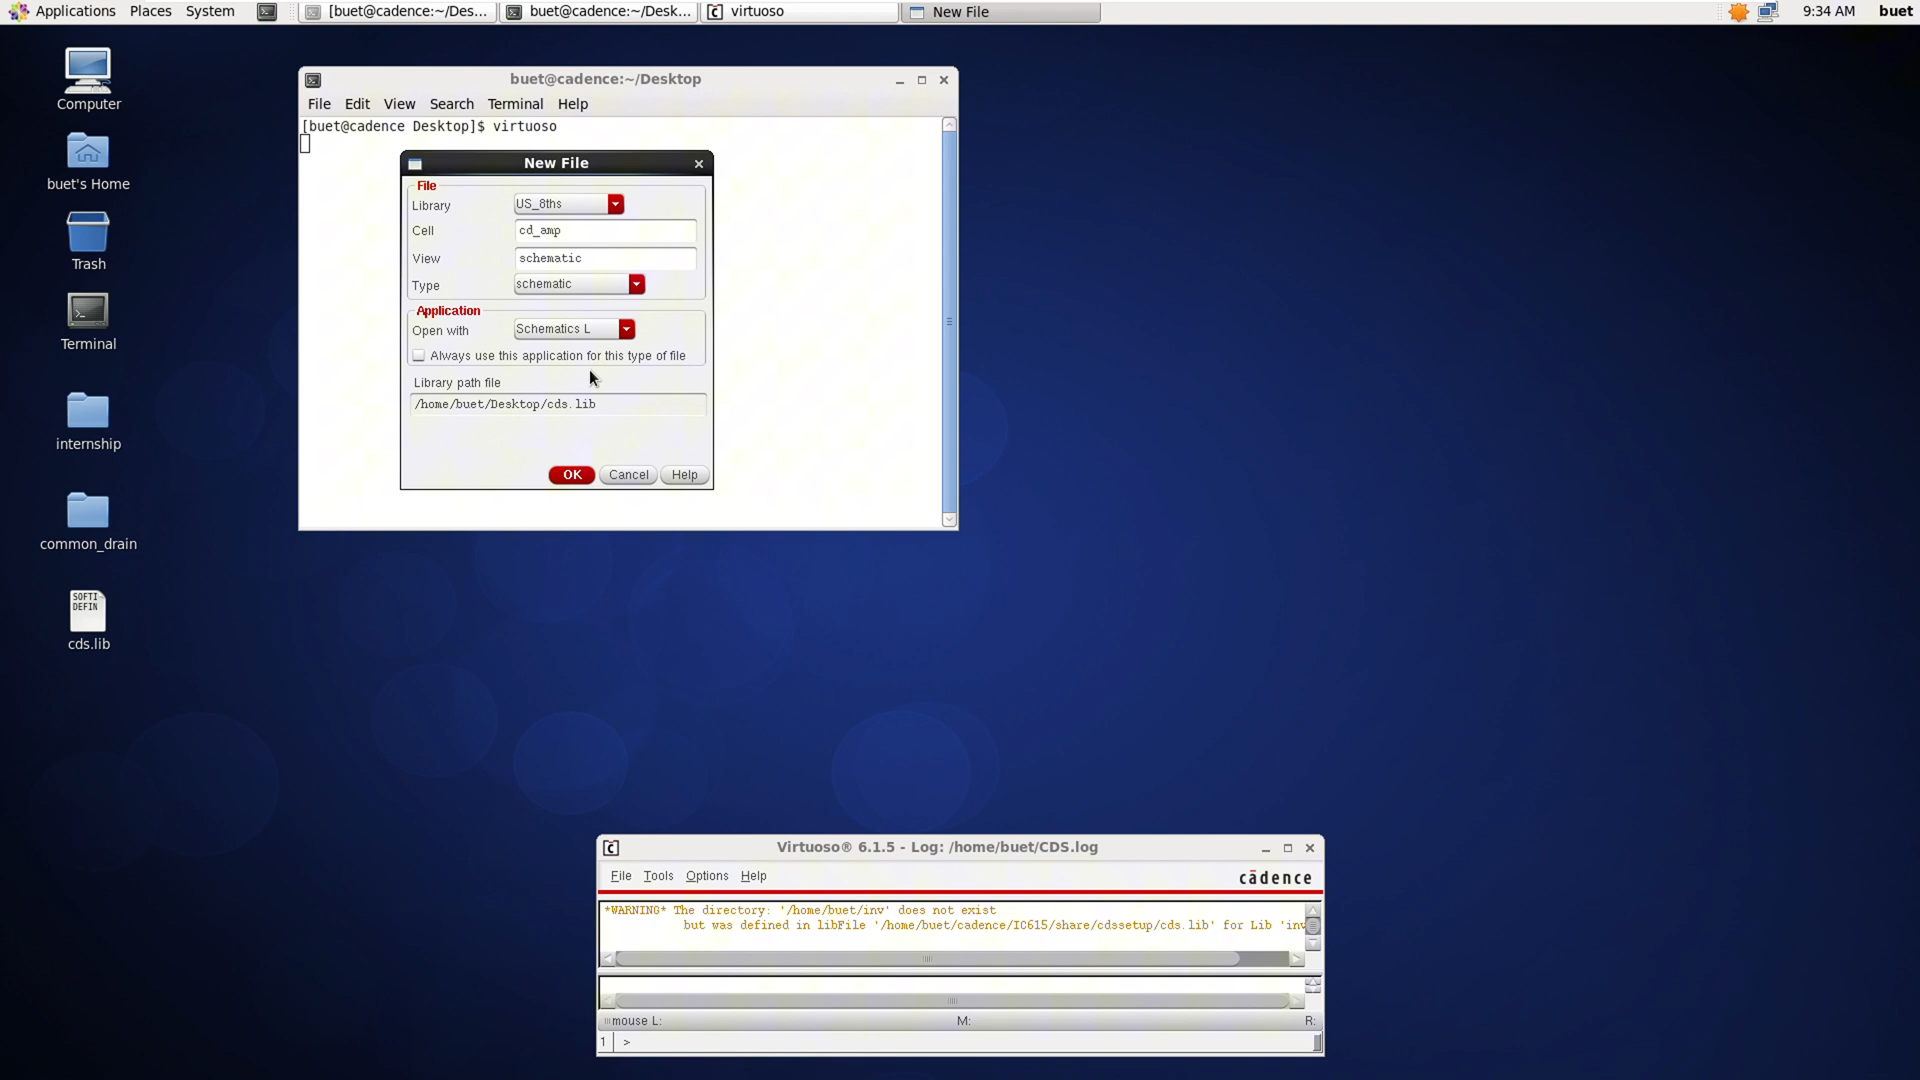 Applications Places System [buet@cadence:~/Des... buet@cadence:~/Desk... virtuoso New File 9:34 AM buet
Computer
buet's Home
Trash
Terminal
internship
common_drain
SOFTI
DEFIN
cds.lib
buet@cadence:~/Desktop
File Edit View Search Terminal Help
[buet@cadence Desktop]$ virtuoso
New File
File
Library US_8ths
Cell cd_amp
View schematic
Type schematic
Application
Open with Schematics L
Always use this application for this type of file
Library path file
/home/buet/Desktop/cds.lib
OK Cancel Help
Virtuoso® 6.1.5 - Log: /home/buet/CDS.log
File Tools Options Help cādence
*WARNING* The directory: '/home/buet/inv' does not exist
but was defined in libFile '/home/buet/cadence/IC615/share/cdssetup/cds.lib' for Lib 'inv
mouse L: M: R:
1 >